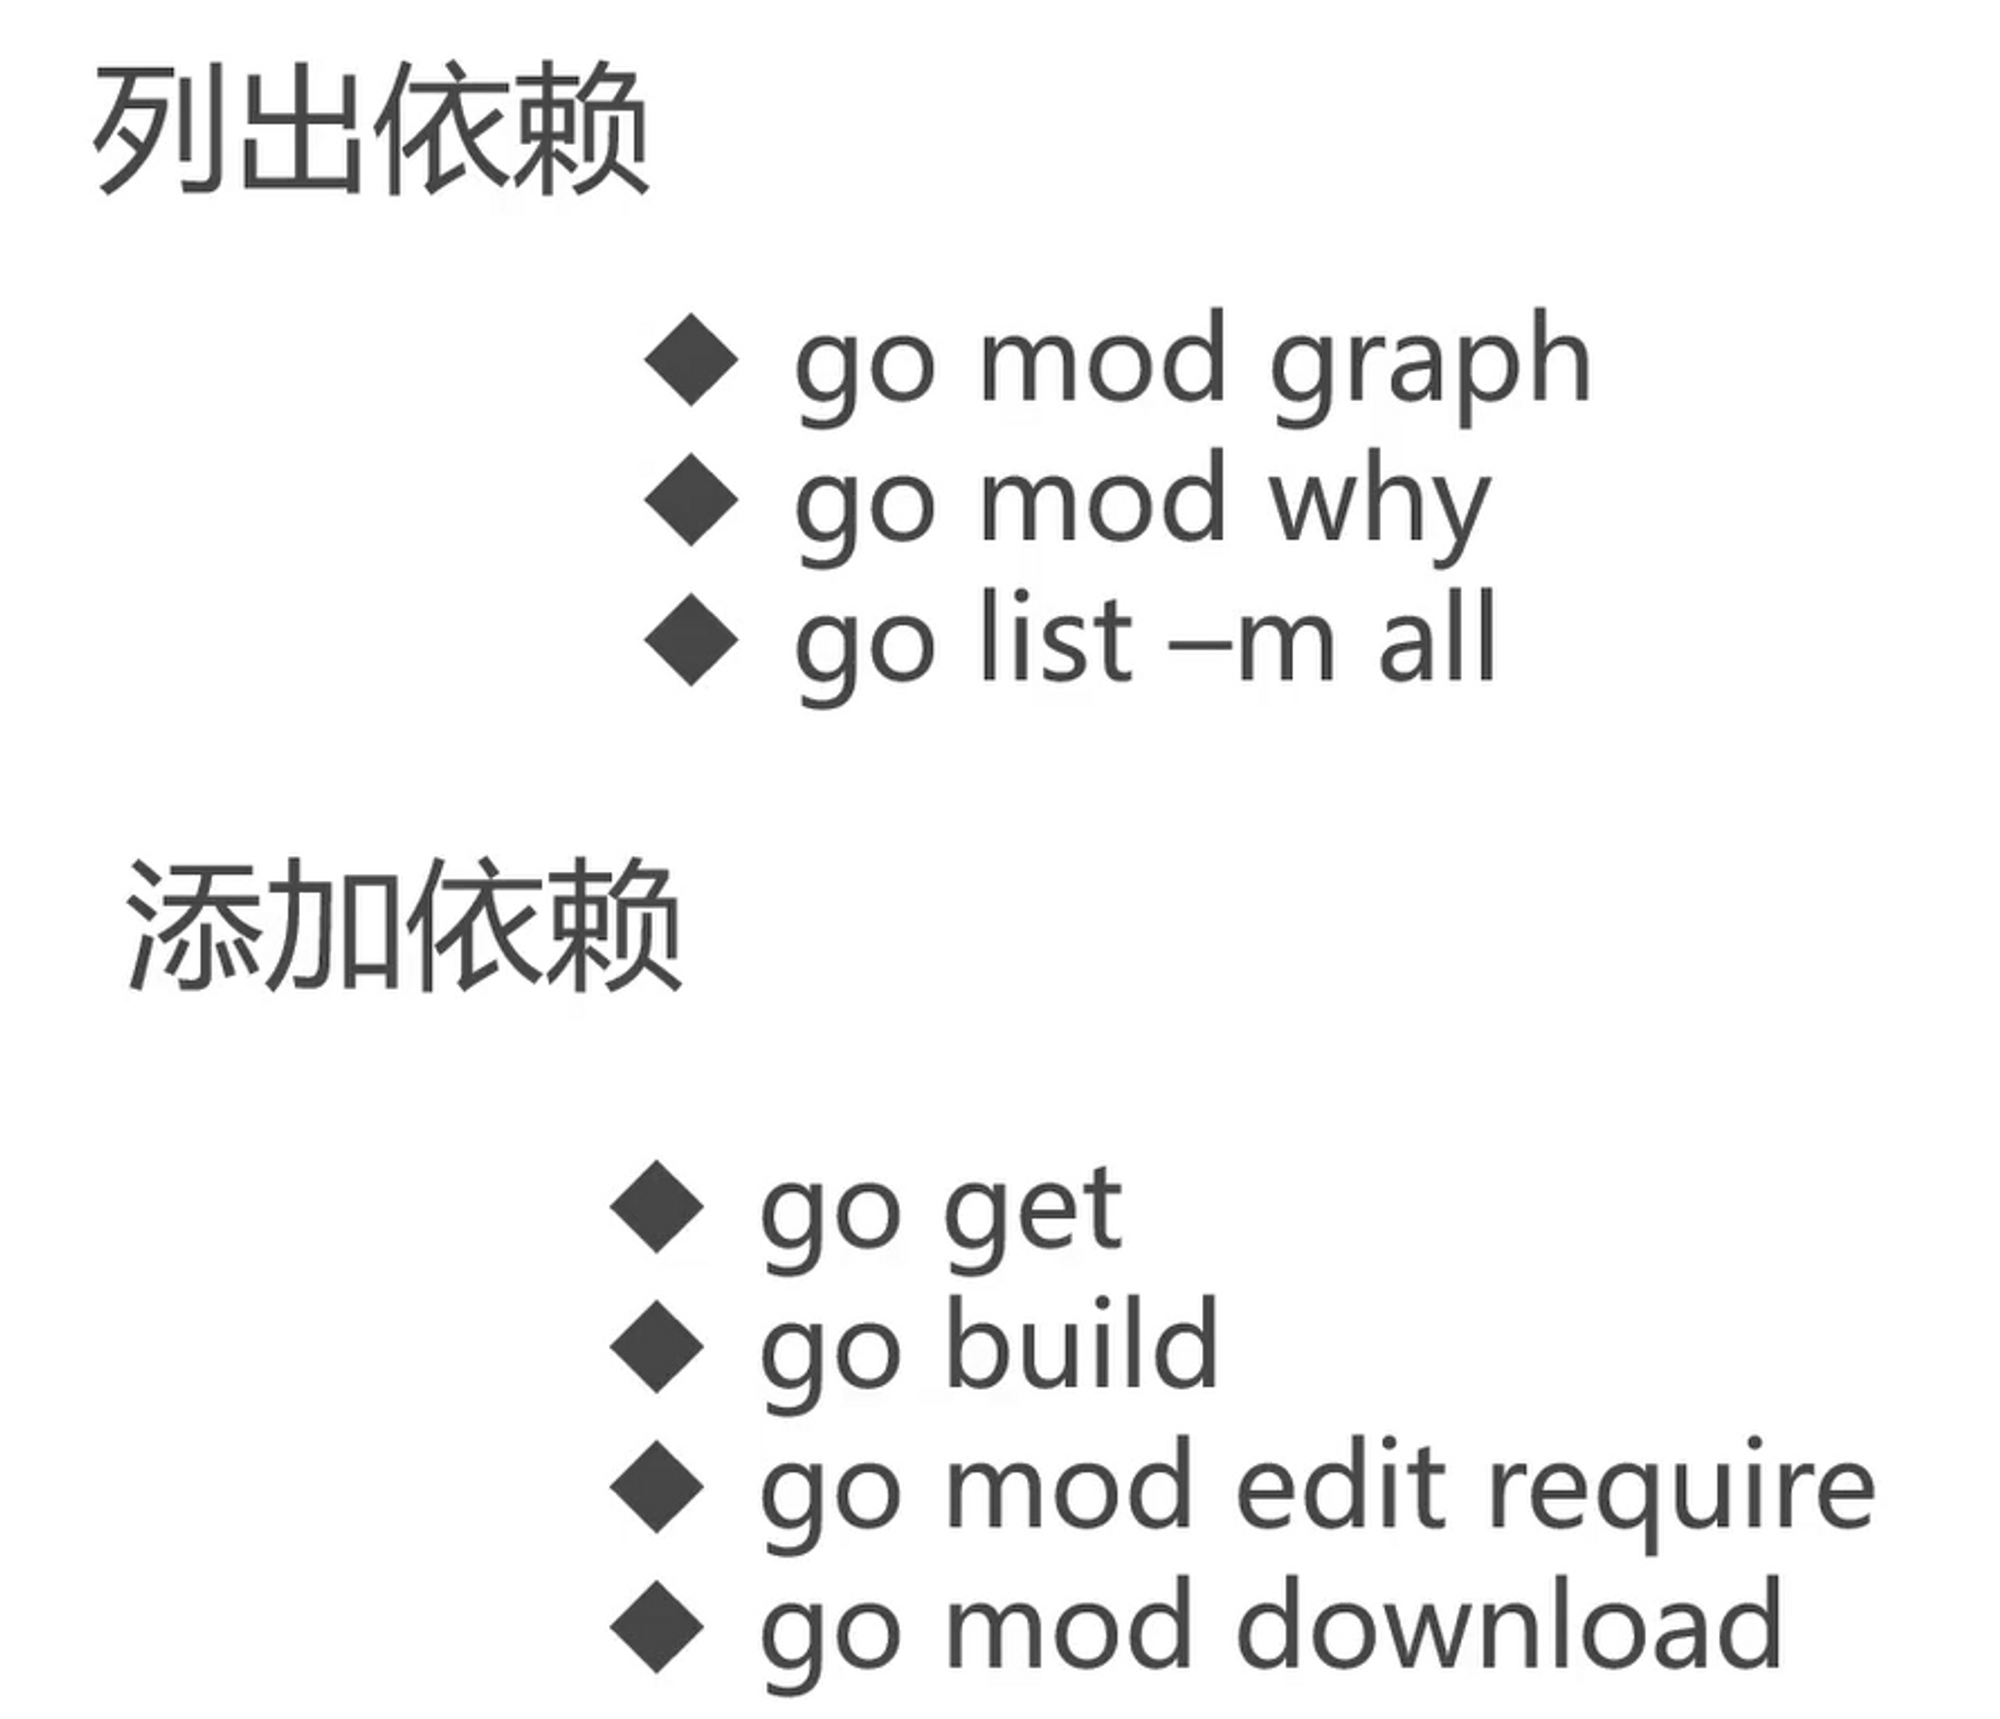 列出依赖
◆ go mod graph
◆ go mod why
◆ go list –m all
添加依赖
◆ go get
◆ go build
◆ go mod edit require
◆ go mod download